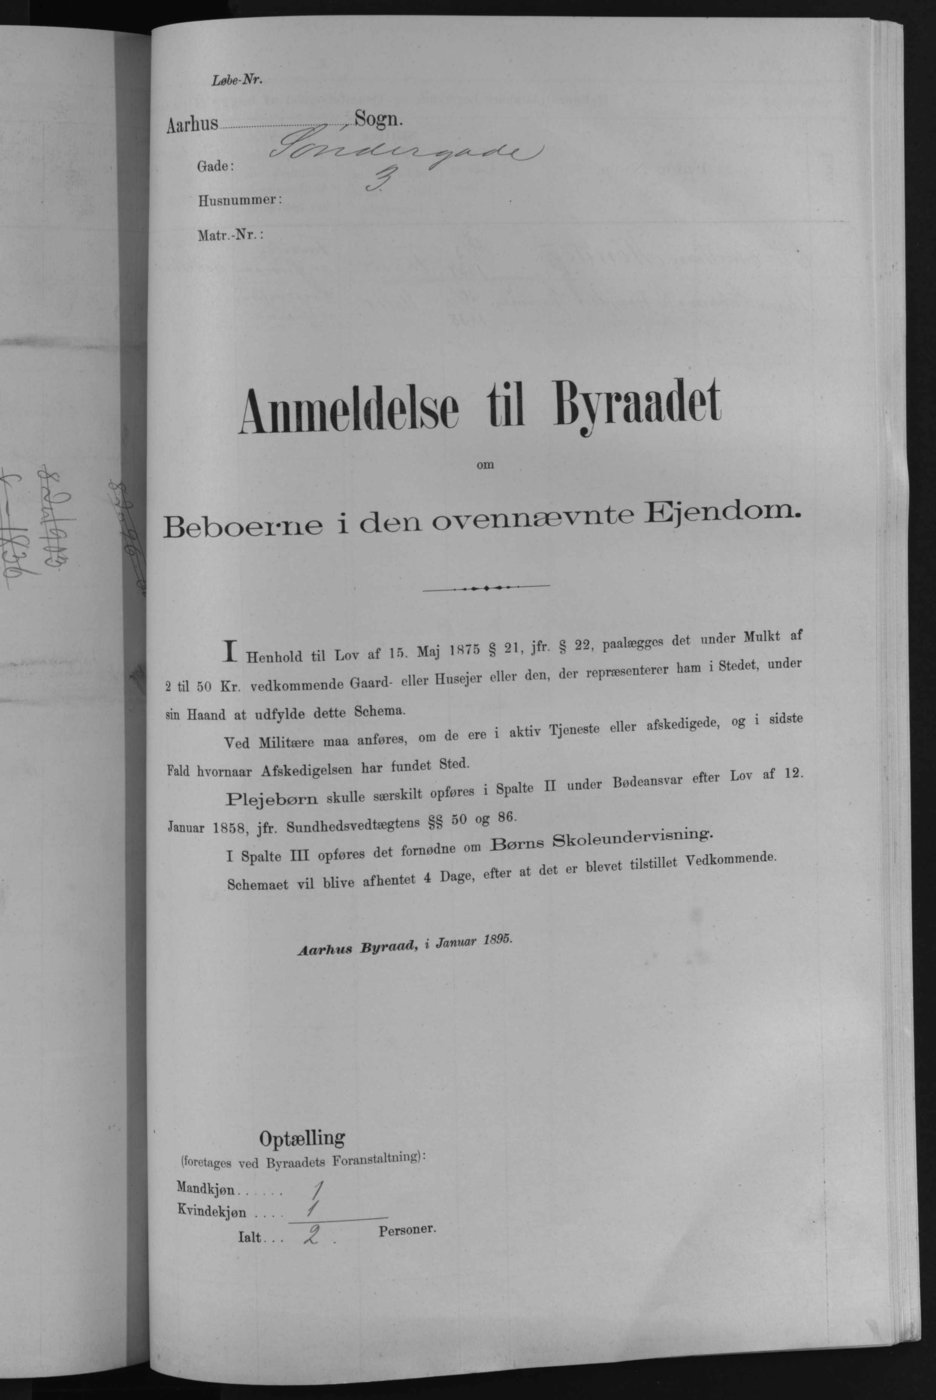 Løbe-Nr.
Aarhus Sogn.
Gade: Søndergade
Husnummer: 3.
Matr.-Nr.:
Anmeldelse til Byraadet
om
Beboerne i den ovennævnte Ejendom.
I Henhold til Lov af 15. Maj 1875 § 21, jfr. § 22, paalægges det under Mulkt af
2 til 50 Kr. vedkommende Gaard- eller Husejer eller den, der repræsenterer ham i Stedet, under
sin Haand at udfylde dette Schema.
Ved Militære maa anføres, om de ere i aktiv Tjeneste eller afskedigede, og i sidste
Fald hvornaar Afskedigelsen har fundet Sted.
Plejebørn skulle særskilt opføres i Spalte II under Bødeansvar efter Lov af 12.
Januar 1858, jfr. Sundhedsvedtægtens §§ 50 og 86.
I Spalte III opføres det fornødne om Børns Skoleundervisning.
Schemaet vil blive afhentet 4 Dage, efter at det er blevet tilstillet Vedkommende.
Aarhus Byraad, i Januar 1895.
Optælling
(foretages ved Byraadets Foranstaltning):
Mandkjøn...... 1
Kvindekjøn .... 1
Ialt... 2. Personer.